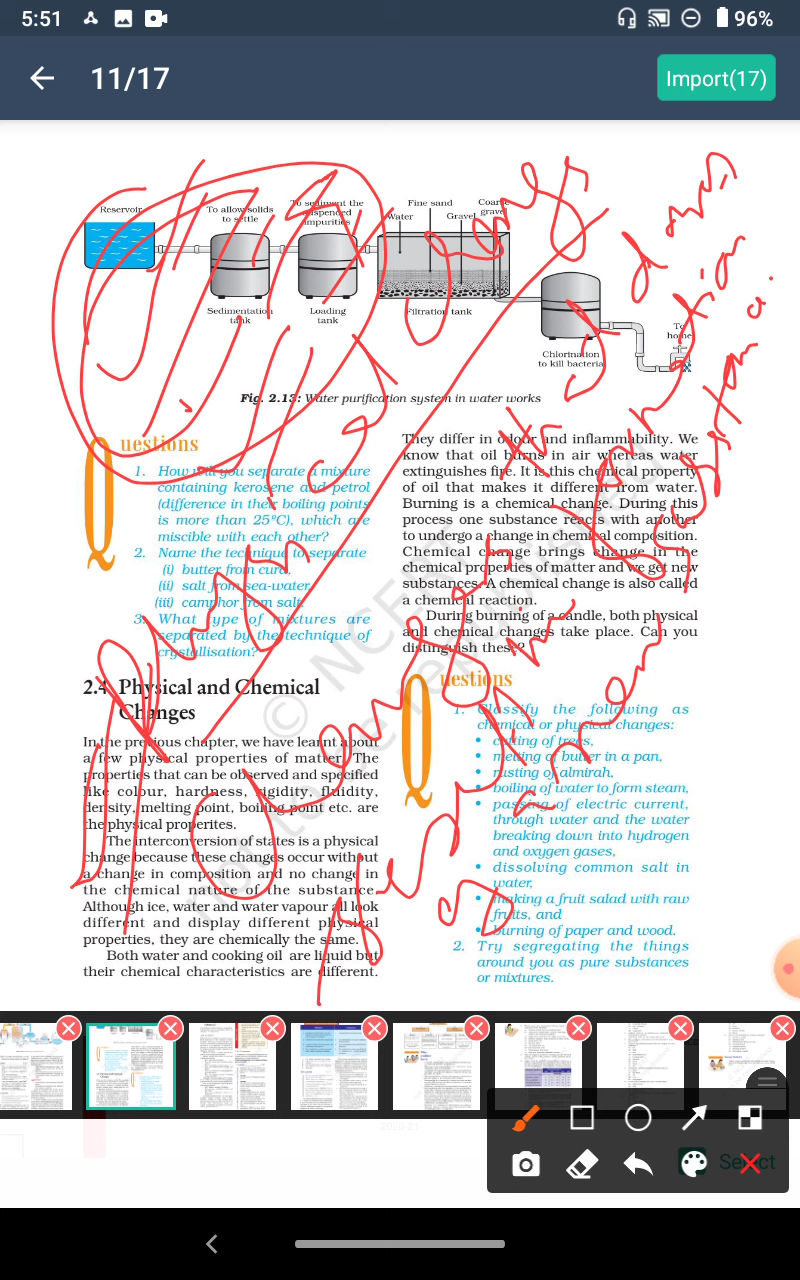 5:51
96%
11/17
Import(17)
Reservoir
To allow solids
to settle
To sediment the
suspended
impurities
Water
Fine sand
Gravel
Coarse
gravel
Sedimentation
tank
Loading
tank
Filtration tank
Chlorination
to kill bacteria
To
home
Fig. 2.13: Water purification system in water works
Questions
1. How will you separate a mixture
containing kerosene and petrol
(difference in their boiling points
is more than 25°C), which are
miscible with each other?
2. Name the technique to separate
(i) butter from curd,
(ii) salt from sea-water,
(iii) camphor from salt.
3. What type of mixtures are
separated by the technique of
crystallisation?
2.4 Physical and Chemical
Changes
In the previous chapter, we have learnt about
a few physical properties of matter. The
properties that can be observed and specified
like colour, hardness, rigidity, fluidity,
density, melting point, boiling point etc. are
the physical properites.
The interconversion of states is a physical
change because these changes occur without
a change in composition and no change in
the chemical nature of the substance.
Although ice, water and water vapour all look
different and display different physical
properties, they are chemically the same.
Both water and cooking oil are liquid but
their chemical characteristics are different.
They differ in odour and inflammability. We
know that oil burns in air whereas water
extinguishes fire. It is this chemical property
of oil that makes it different from water.
Burning is a chemical change. During this
process one substance reacts with another
to undergo a change in chemical composition.
Chemical change brings change in the
chemical properties of matter and we get new
substances. A chemical change is also called
a chemical reaction.
During burning of a candle, both physical
and chemical changes take place. Can you
distinguish these?
Questions
1. Classify the following as
chemical or physical changes:
• cutting of trees,
• melting of butter in a pan,
• rusting of almirah,
• boiling of water to form steam,
• passing of electric current,
through water and the water
breaking down into hydrogen
and oxygen gases,
• dissolving common salt in
water,
• making a fruit salad with raw
fruits, and
• burning of paper and wood.
2. Try segregating the things
around you as pure substances
or mixtures.
© NCERT
not to be republished
2020-21
Select